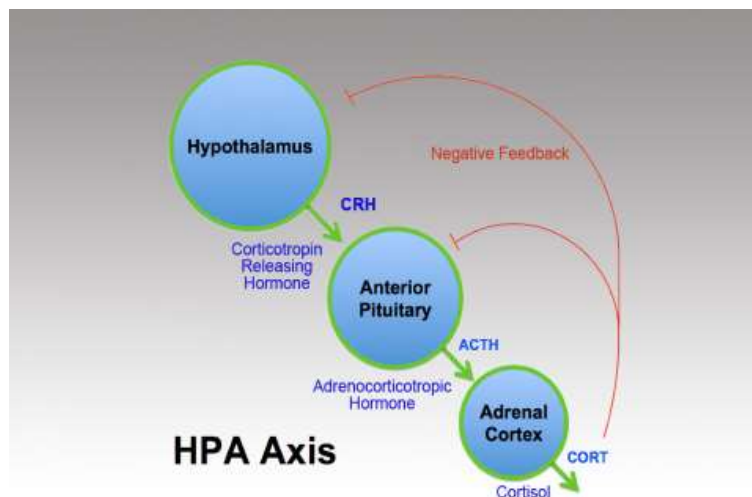 Hypothalamus
Negative Feedback
CRH
Corticotropin
Releasing
Hormone
Anterior
Pituitary
ACTH
Adrenocorticotropic
Hormone
Adrenal
Cortex
HPA Axis
CORT
Cortisol